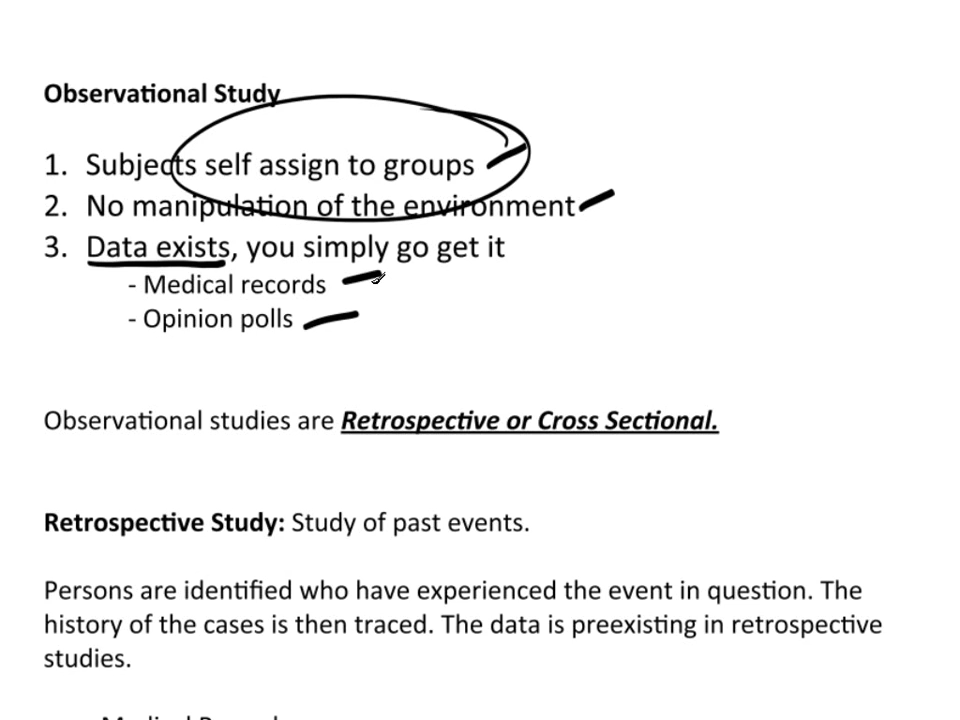 Observational Study
1. Subjects self assign to groups
2. No manipulation of the environment
3. Data exists, you simply go get it
- Medical records
- Opinion polls
Observational studies are Retrospective or Cross Sectional.
Retrospective Study: Study of past events.
Persons are identified who have experienced the event in question. The
history of the cases is then traced. The data is preexisting in retrospective
studies.